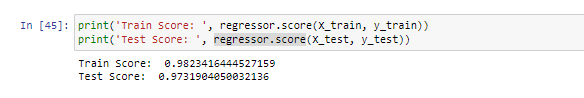 In [45]: print('Train Score: ', regressor.score(X_train, y_train))
print('Test Score: ', regressor.score(X_test, y_test))
Train Score:  0.9823416444527159
Test Score:  0.9731904050032136